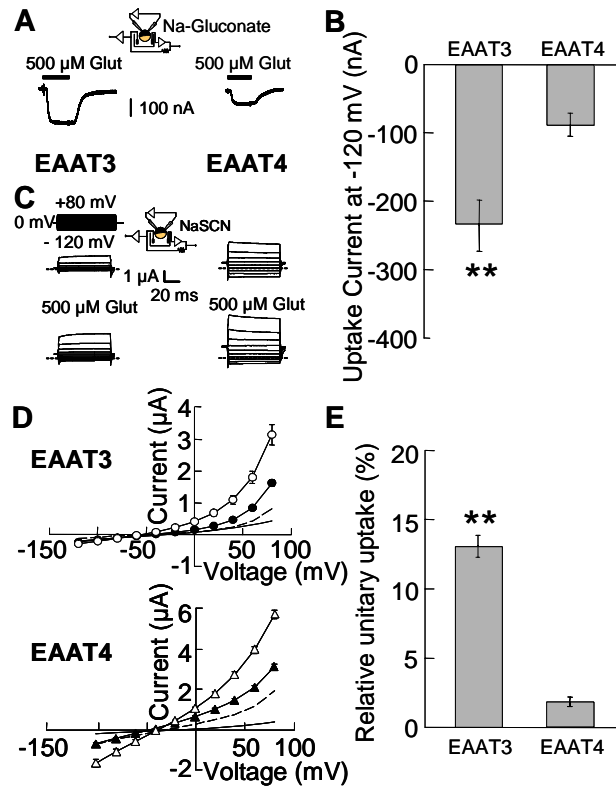 A
Na-Gluconate
500 µM Glut
500 µM Glut
100 nA
EAAT3
EAAT4
B
EAAT3
EAAT4
0
-100
-200
-300
-400
Uptake Current at -120 mV (nA)
**
C
+80 mV
0 mV
- 120 mV
NaSCN
1 µA
20 ms
500 µM Glut
500 µM Glut
D
EAAT3
Current (µA)
4
3
2
1
-1
-150
-50
50
100
Voltage (mV)
EAAT4
Current (µA)
6
4
2
-2
-150
-50
50
100
Voltage (mV)
E
Relative unitary uptake (%)
20
15
10
5
0
**
EAAT3
EAAT4